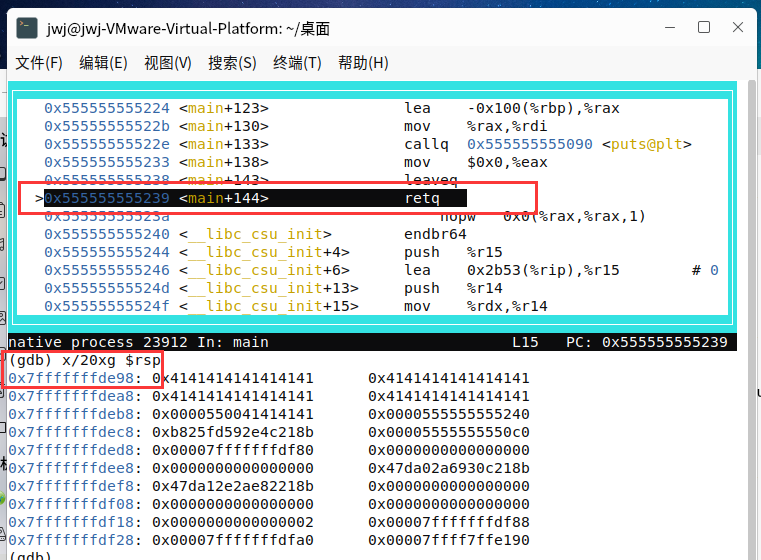 jwj@jwj-VMware-Virtual-Platform: ~/桌面
文件(F) 编辑(E) 视图(V) 搜索(S) 终端(T) 帮助(H)
0x555555555224 <main+123> lea -0x100(%rbp),%rax
0x55555555522b <main+130> mov %rax,%rdi
0x55555555522e <main+133> callq 0x555555555090 <puts@plt>
0x555555555233 <main+138> mov $0x0,%eax
0x555555555238 <main+143> leaveq
>0x555555555239 <main+144> retq
0x55555555523a nopw 0x0(%rax,%rax,1)
0x555555555240 <__libc_csu_init> endbr64
0x555555555244 <__libc_csu_init+4> push %r15
0x555555555246 <__libc_csu_init+6> lea 0x2b53(%rip),%r15 # 0
0x55555555524d <__libc_csu_init+13> push %r14
0x55555555524f <__libc_csu_init+15> mov %rdx,%r14
native process 23912 In: main L15 PC: 0x555555555239
(gdb) x/20xg $rsp
0x7fffffffde98: 0x4141414141414141 0x4141414141414141
0x7fffffffdea8: 0x4141414141414141 0x4141414141414141
0x7fffffffdeb8: 0x0000550041414141 0x0000555555555240
0x7fffffffdec8: 0xb825fd592e4c218b 0x00005555555550c0
0x7fffffffded8: 0x00007fffffffdf80 0x0000000000000000
0x7fffffffdee8: 0x0000000000000000 0x47da02a6930c218b
0x7fffffffdef8: 0x47da12e2ae82218b 0x0000000000000000
0x7fffffffdf08: 0x0000000000000000 0x0000000000000000
0x7fffffffdf18: 0x0000000000000002 0x00007fffffffdf88
0x7fffffffdf28: 0x00007fffffffdfa0 0x00007ffff7ffe190
(gdb)